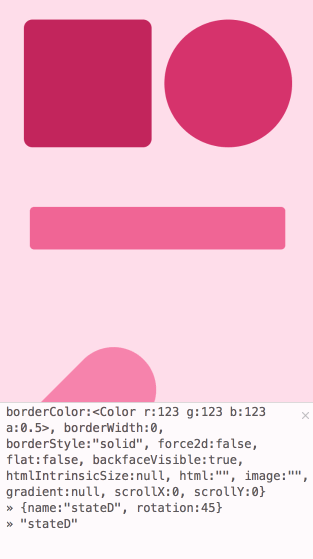 borderColor:<Color r:123 g:123 b:123
a:0.5>, borderWidth:0,
borderStyle:"solid", force2d:false,
flat:false, backfaceVisible:true,
htmlIntrinsicSize:null, html:"", image:"",
gradient:null, scrollX:0, scrollY:0}
» {name:"stateD", rotation:45}
» "stateD"